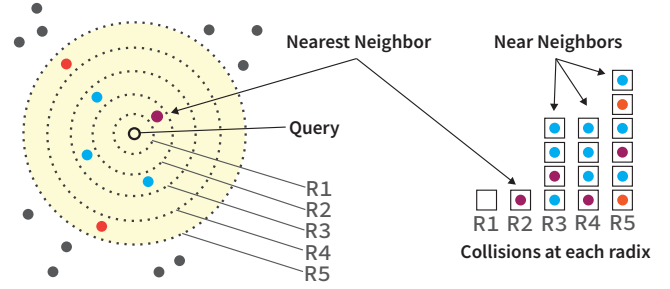 Nearest Neighbor
Near Neighbors
Query
R1
R2
R3
R4
R5
R1 R2 R3 R4 R5
Collisions at each radix